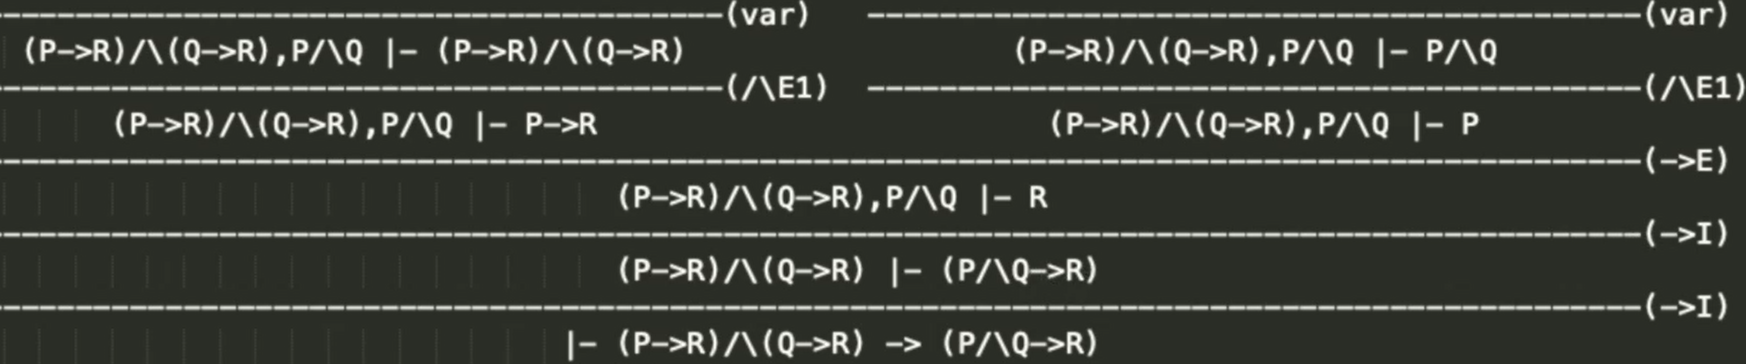 ----------------------------------------(var)  -------------------------------------------(var)
(P->R)/\(Q->R),P/\Q |- (P->R)/\(Q->R)                  (P->R)/\(Q->R),P/\Q |- P/\Q
----------------------------------------(/\E1)  -------------------------------------------(/\E1)
(P->R)/\(Q->R),P/\Q |- P->R                         (P->R)/\(Q->R),P/\Q |- P
-------------------------------------------------------------------------------------------(->E)
(P->R)/\(Q->R),P/\Q |- R
-------------------------------------------------------------------------------------------(->I)
(P->R)/\(Q->R) |- (P/\Q->R)
-------------------------------------------------------------------------------------------(->I)
|- (P->R)/\(Q->R) -> (P/\Q->R)